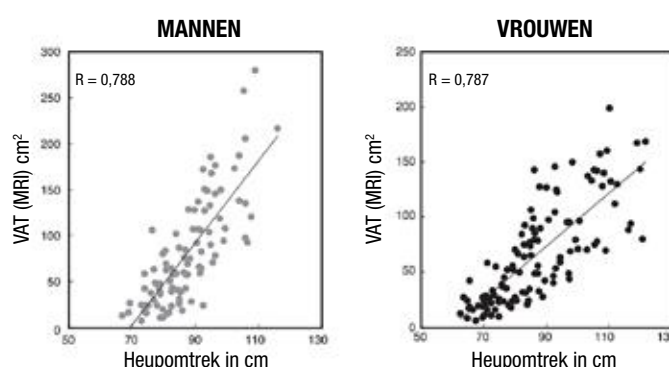 MANNEN
R = 0,788
VAT (MRI) cm²
300
250
200
150
100
50
0
50
70
90
110
130
Heupomtrek in cm
VROUWEN
R = 0,787
VAT (MRI) cm²
250
200
150
100
50
0
50
70
90
110
130
Heupomtrek in cm